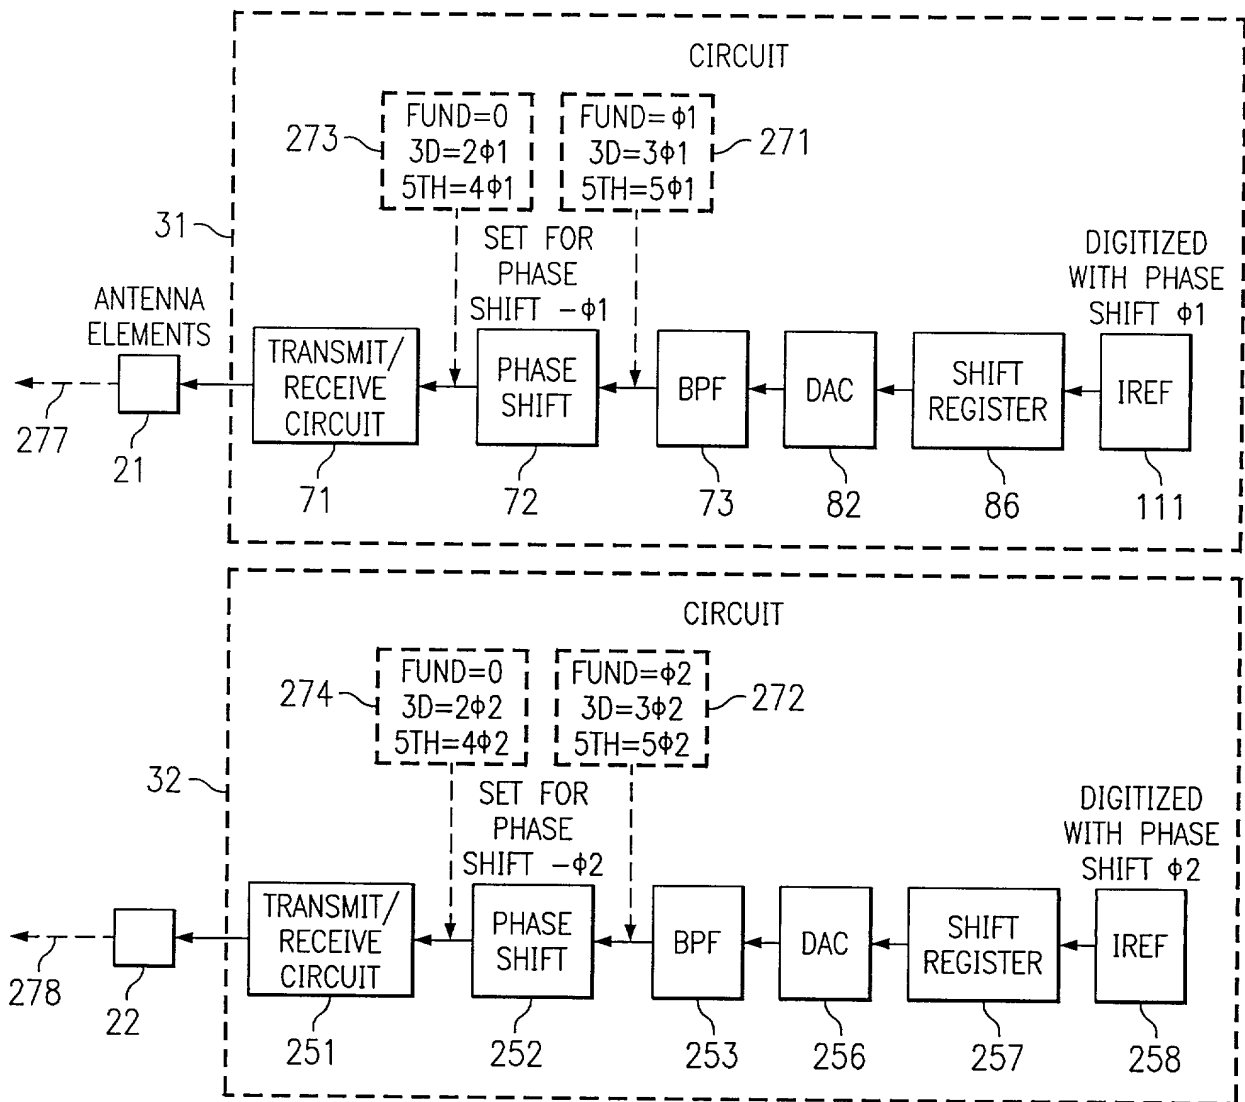 CIRCUIT
FUND=0
3D=2Φ1
5TH=4Φ1
273
FUND=Φ1
3D=3Φ1
5TH=5Φ1
271
31
SET FOR
PHASE
SHIFT −Φ1
DIGITIZED
WITH PHASE
SHIFT Φ1
ANTENNA
ELEMENTS
TRANSMIT/
RECEIVE
CIRCUIT
PHASE
SHIFT
BPF
DAC
SHIFT
REGISTER
IREF
277
21
71
72
73
82
86
111
CIRCUIT
FUND=0
3D=2Φ2
5TH=4Φ2
274
FUND=Φ2
3D=3Φ2
5TH=5Φ2
272
32
SET FOR
PHASE
SHIFT −Φ2
DIGITIZED
WITH PHASE
SHIFT Φ2
TRANSMIT/
RECEIVE
CIRCUIT
PHASE
SHIFT
BPF
DAC
SHIFT
REGISTER
IREF
278
22
251
252
253
256
257
258